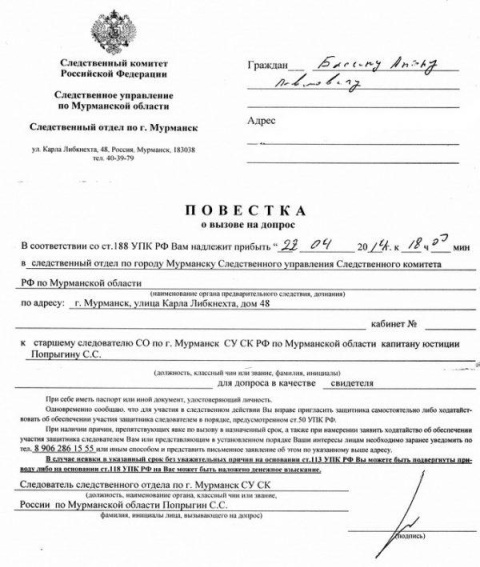 Следственный комитет
Российской Федерации
Следственное управление
по Мурманской области
Следственный отдел по г. Мурманск
ул. Карла Либкнехта, 48, Россия, Мурманск, 183038
тел. 40-39-79
Гражданину
Адрес
ПОВЕСТКА
о вызове на допрос
В соответствии со ст.188 УПК РФ Вам надлежит прибыть " 04 2014г. к 18 ч 00 мин
в следственный отдел по городу Мурманску Следственного управления Следственного комитета
РФ по Мурманской области
(наименование органа предварительного следствия, дознания)
по адресу: г. Мурманск, улица Карла Либкнехта, дом 48
кабинет №
к старшему следователю СО по г. Мурманск СУ СК РФ по Мурманской области капитану юстиции
Попрыгину С.С.
(должность, классный чин или звание, фамилия, инициалы)
для допроса в качестве свидетеля
При себе иметь паспорт или иной документ, удостоверяющий личность.
Одновременно сообщаю, что для участия в следственном действии Вы вправе пригласить защитника самостоятельно либо ходатайст-
вовать об обеспечении участия защитника следователем в порядке, предусмотренном ст.50 УПК РФ.
При наличии причин, препятствующих явке по вызову в назначенный срок, а также при намерении заявить ходатайство об обеспечении
участия защитника следователем Вам или представляющим в установленном порядке Ваши интересы лицам необходимо заранее уведомить по
тел. 8 906 286 15 55 или иным способом и представить письменное заявление об этом по указанному выше адресу.
В случае неявки в указанный срок без уважительных причин на основании ст.113 УПК РФ Вы можете быть подвергнуты при-
воду либо на основании ст.118 УПК РФ на Вас может быть наложено денежное взыскание.
Следователь следственного отдела по г. Мурманск СУ СК
(должность, наименование органа, классный чин или звание,
России по Мурманской области Попрыгин С.С.
фамилия, инициалы лица, вызывающего на допрос)
(подпись)